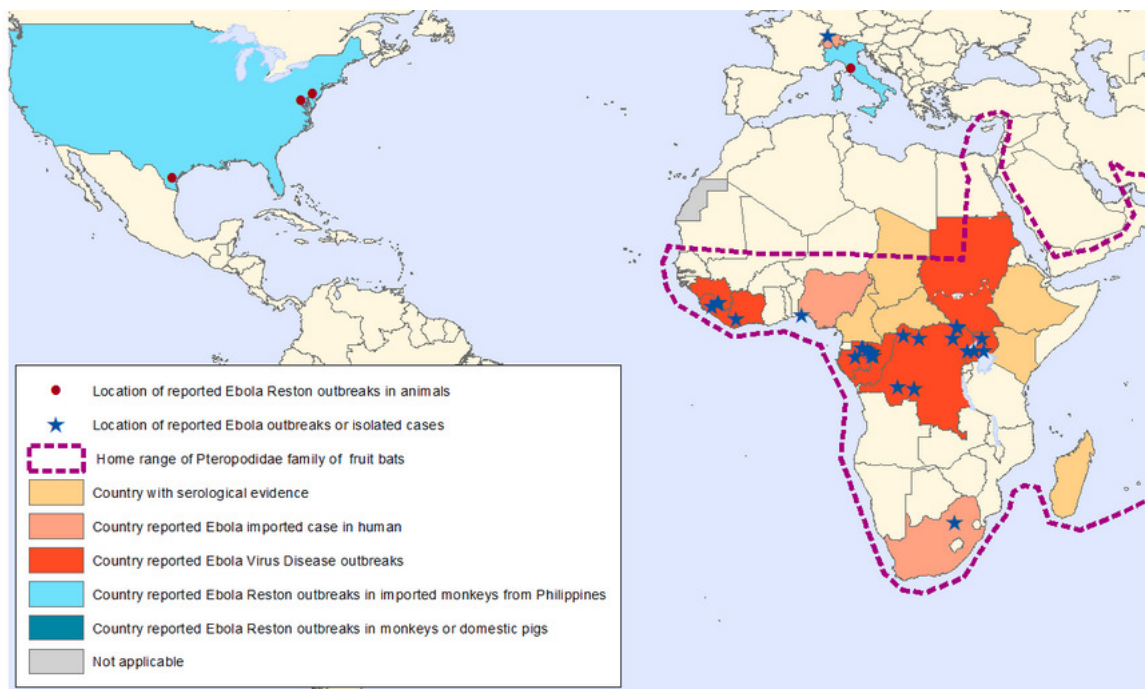 Location of reported Ebola Reston outbreaks in animals
Location of reported Ebola outbreaks or isolated cases
Home range of Pteropodidae family of fruit bats
Country with serological evidence
Country reported Ebola imported case in human
Country reported Ebola Virus Disease outbreaks
Country reported Ebola Reston outbreaks in imported monkeys from Philippines
Country reported Ebola Reston outbreaks in monkeys or domestic pigs
Not applicable